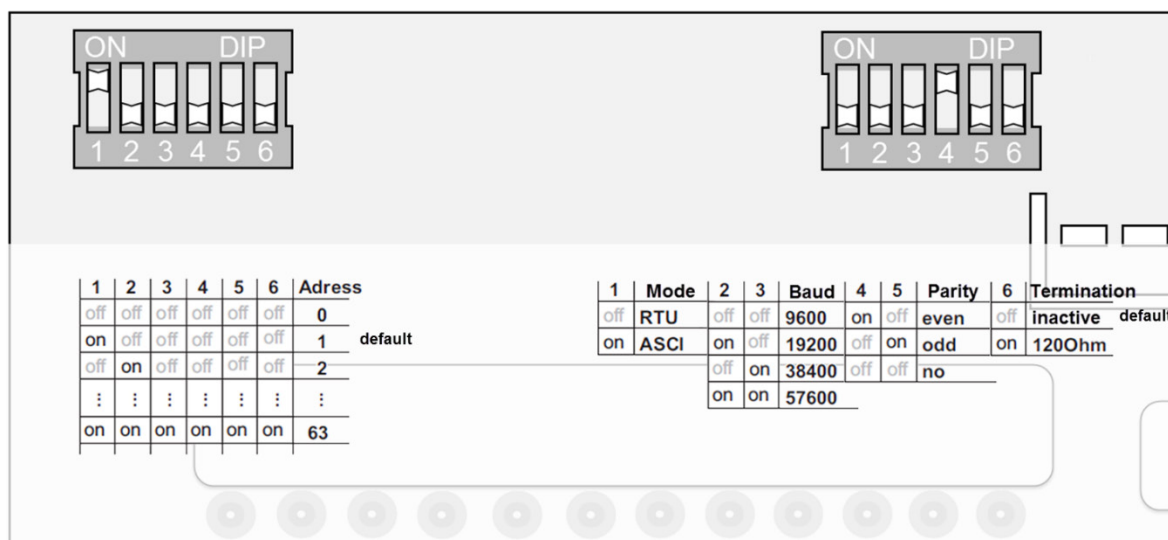 ON DIP
1 2 3 4 5 6
ON DIP
1 2 3 4 5 6
1 2 3 4 5 6 Adress
off off off off off off 0
on off off off off off 1 default
off on off off off off 2
⋮ ⋮ ⋮ ⋮ ⋮ ⋮ ⋮
on on on on on on 63
1 Mode 2 3 Baud 4 5 Parity 6 Termination
off RTU off off 9600 on off even off inactive default
on ASCI on off 19200 off on odd on 120Ohm
off on 38400 off off no
on on 57600